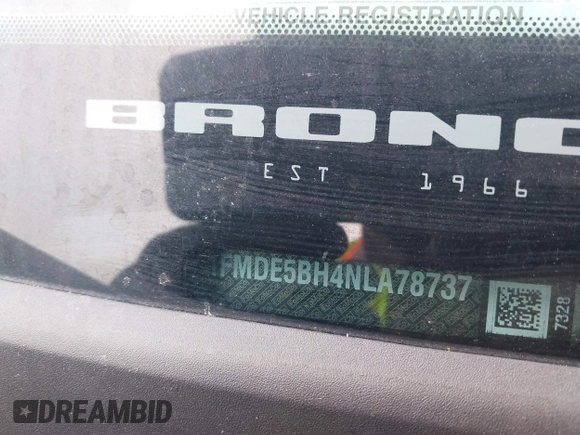 VEHICLE REGISTRATION
BRONC
EST 1966
FMDE5BH4NLA78737
7328
DREAMBID